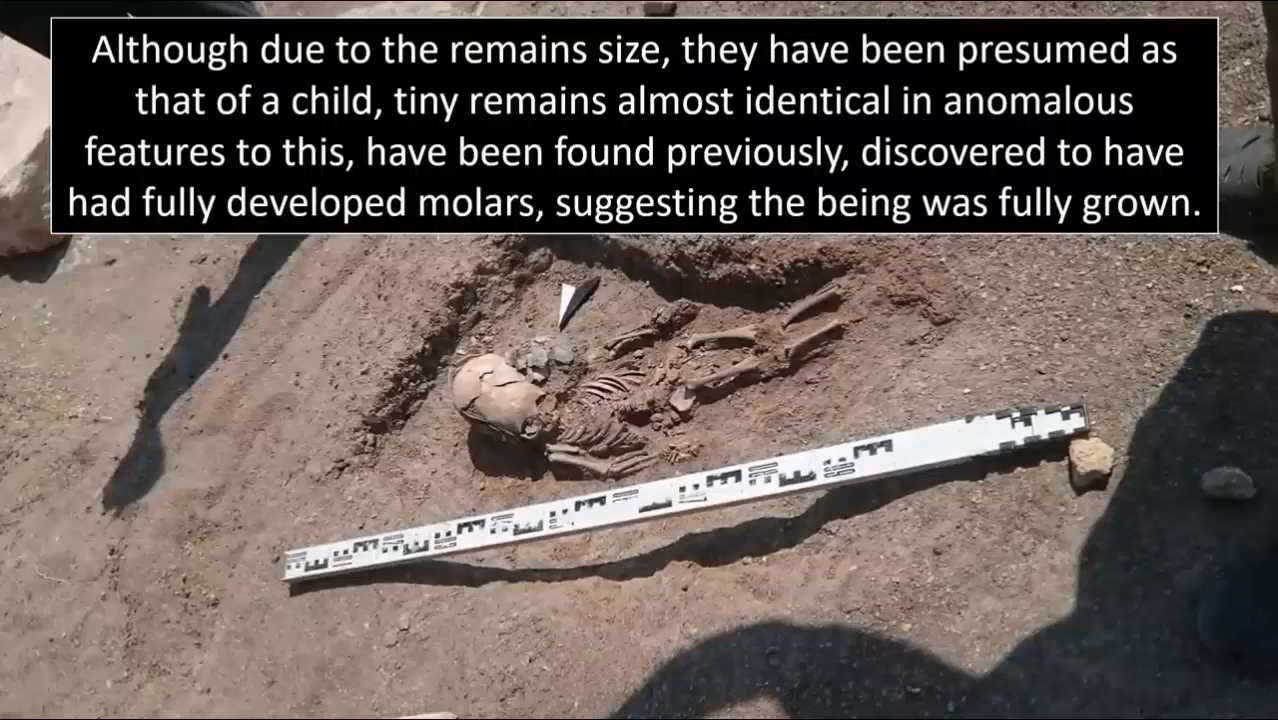 Although due to the remains size, they have been presumed as
that of a child, tiny remains almost identical in anomalous
features to this, have been found previously, discovered to have
had fully developed molars, suggesting the being was fully grown.